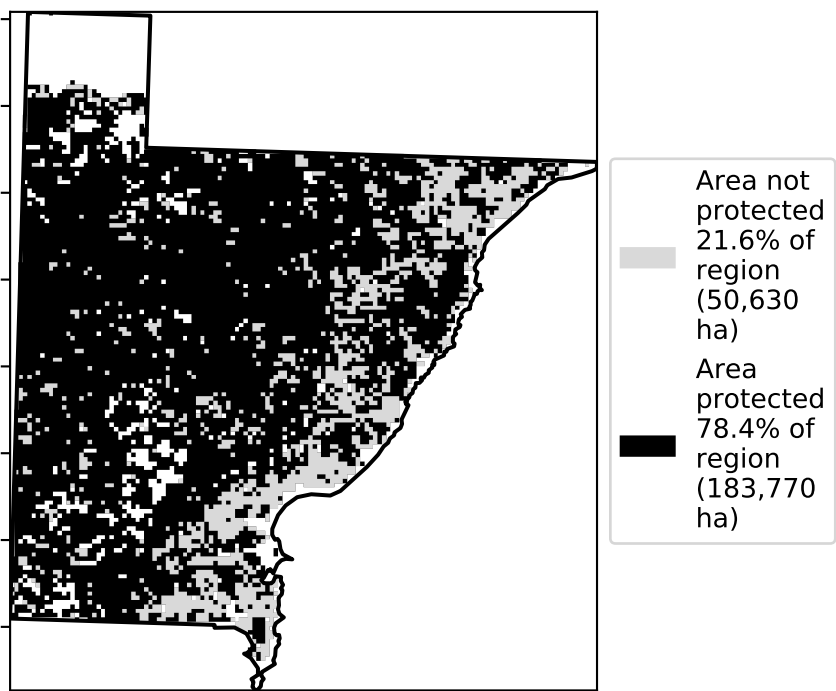 Area not
protected
21.6% of
region
(50,630
ha)
Area
protected
78.4% of
region
(183,770
ha)